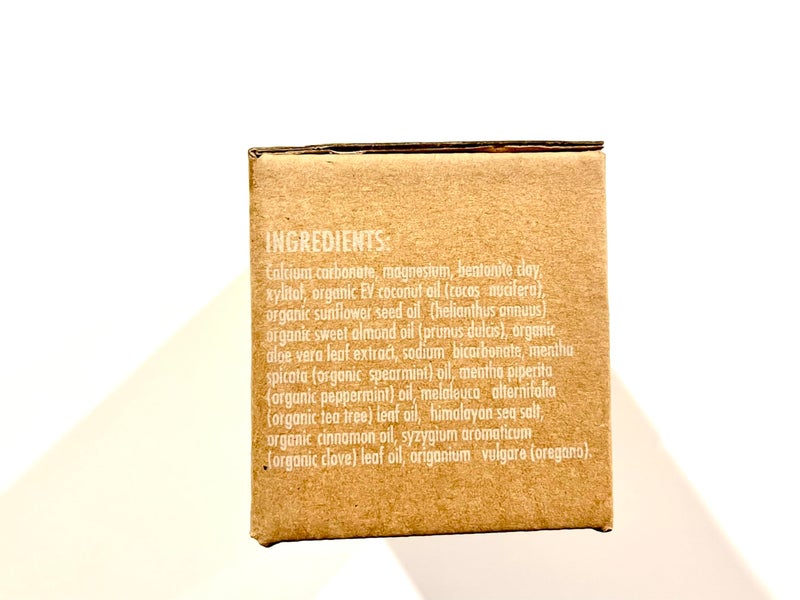 INGREDIENTS:
Calcium carbonate, magnesium, bentonite clay,
xylitol, organic EV coconut oil (cocos nucifera),
organic sunflower seed oil (helianthus annuus)
organic sweet almond oil (prunus dulcis), organic
aloe vera leaf extract, sodium bicarbonate, mentha
spicata (organic spearmint) oil, mentha piperita
(organic peppermint) oil, melaleuca alternifolia
(organic tea tree) leaf oil, himalayan sea salt,
organic cinnamon oil, syzygium aromaticum
(organic clove) leaf oil, origanium vulgare (oregano).